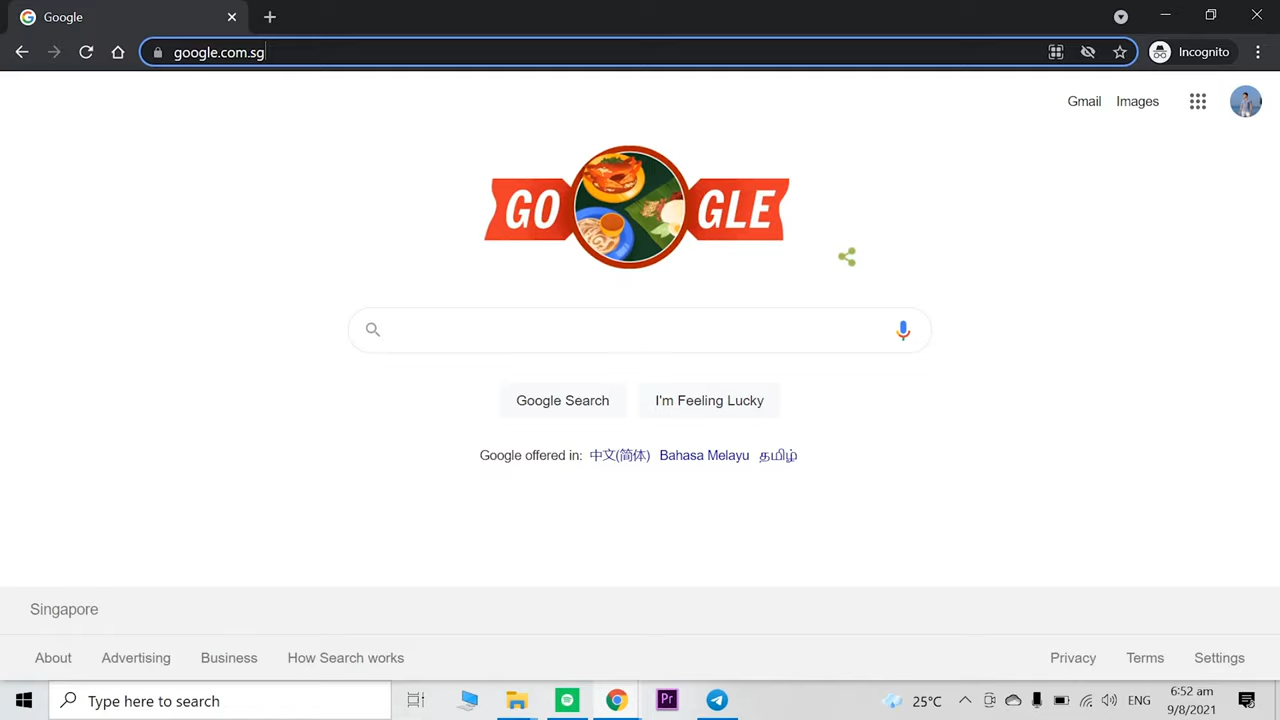 Google
google.com.sg
Incognito
Gmail Images
GO GLE
Google Search I'm Feeling Lucky
Google offered in: 中文(简体) Bahasa Melayu தமிழ்
Singapore
About Advertising Business How Search works Privacy Terms Settings
Type here to search Pr 25°C ENG 6:52 am
9/8/2021